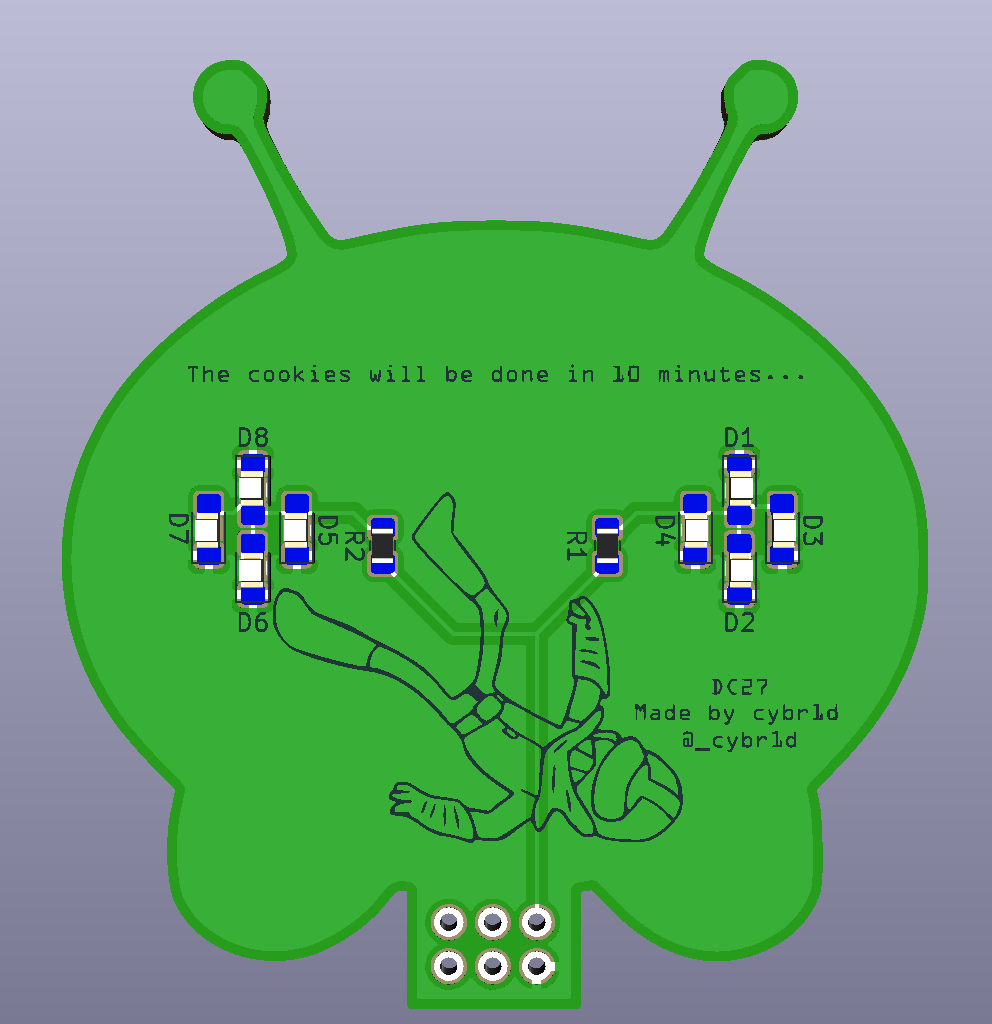 The cookies will be done in 10 minutes...
D8
D1
D7
D5
R2
R1
D4
D3
D6
D2
DC27
Made by cybr1d
@_cybr1d